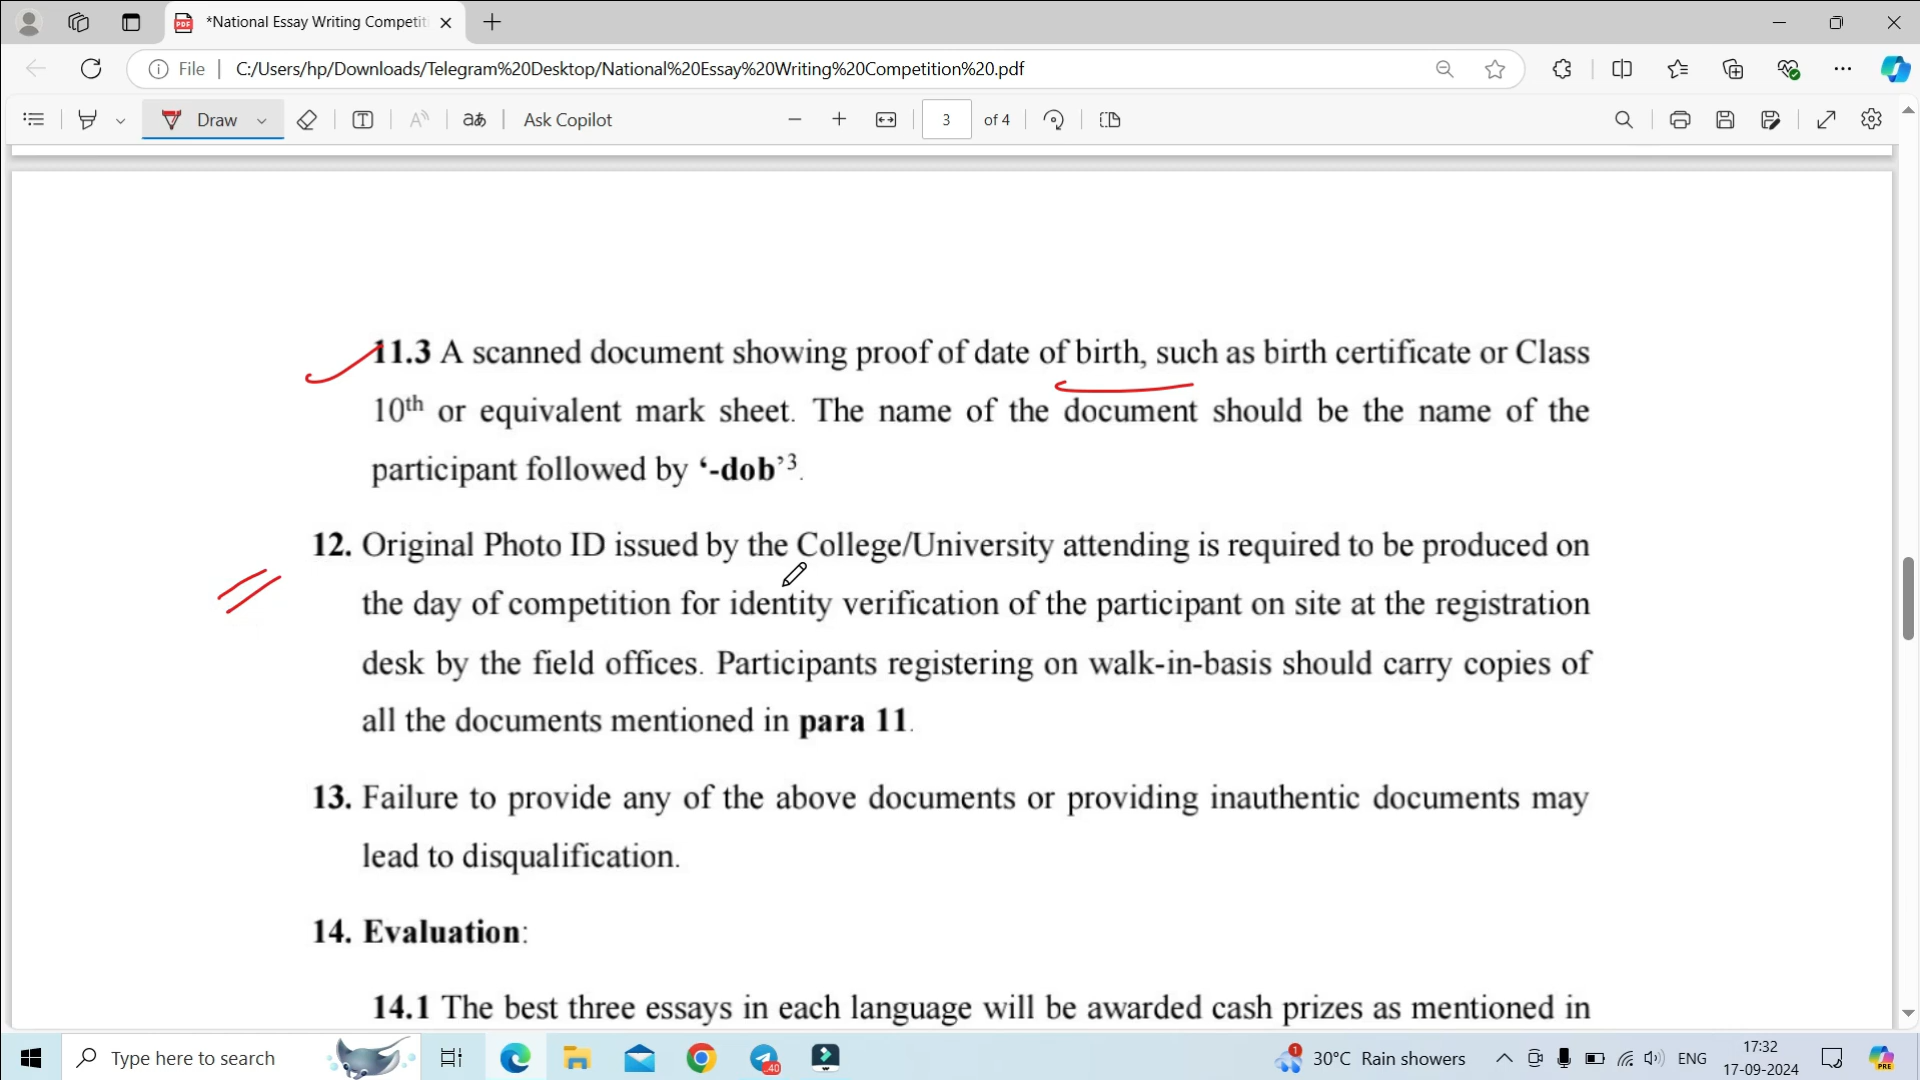 *National Essay Writing Competiti
File
C:/Users/hp/Downloads/Telegram%20Desktop/National%20Essay%20Writing%20Competition%20.pdf
Draw
Ask Copilot
3 of 4
11.3 A scanned document showing proof of date of birth, such as birth certificate or Class
10th or equivalent mark sheet. The name of the document should be the name of the
participant followed by ‘-dob’3.
12. Original Photo ID issued by the College/University attending is required to be produced on
the day of competition for identity verification of the participant on site at the registration
desk by the field offices. Participants registering on walk-in-basis should carry copies of
all the documents mentioned in para 11.
13. Failure to provide any of the above documents or providing inauthentic documents may
lead to disqualification.
14. Evaluation:
14.1 The best three essays in each language will be awarded cash prizes as mentioned in
Type here to search
30°C Rain showers
ENG
17:32
17-09-2024